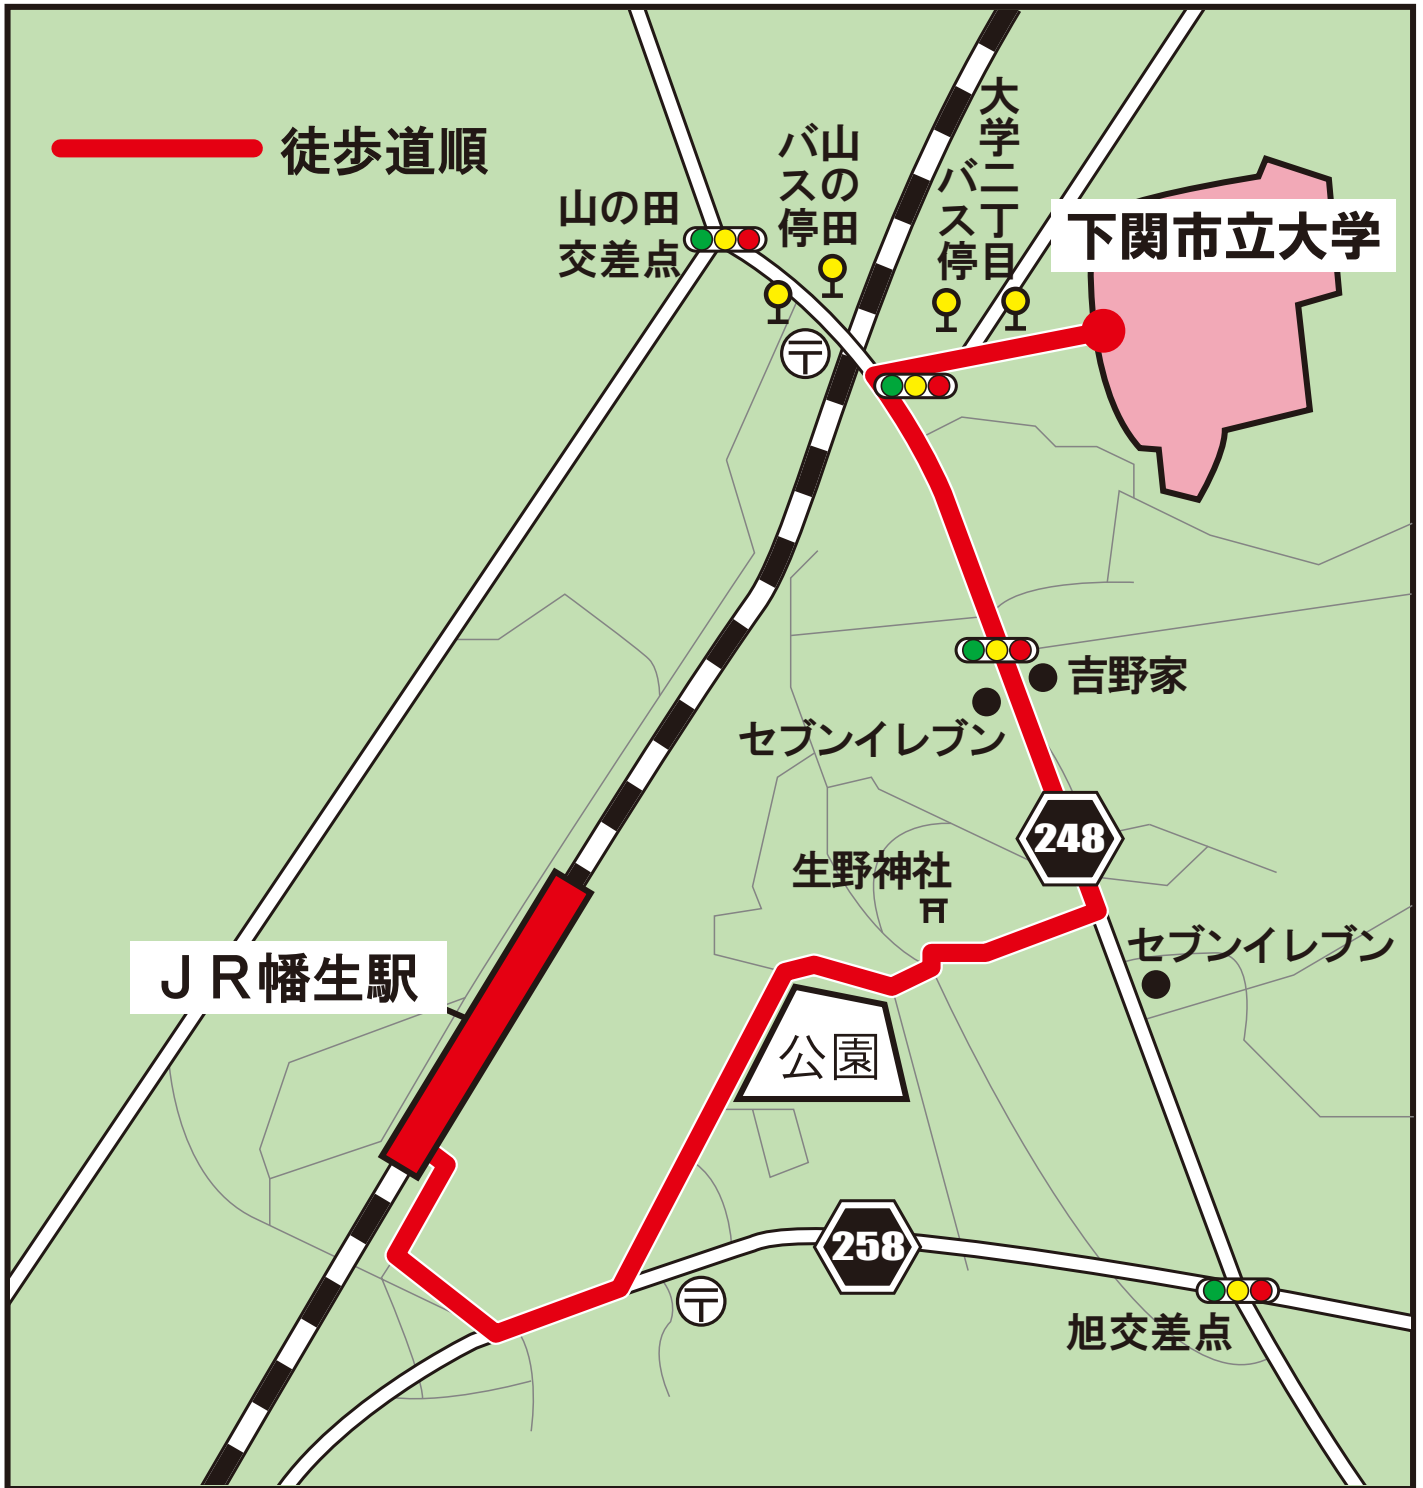 徒歩道順
山の田
交差点
山の田
バス停
大学二丁目
バス停
下関市立大学
〒
吉野家
セブンイレブン
248
生野神社
セブンイレブン
JR幡生駅
公園
258
〒
旭交差点